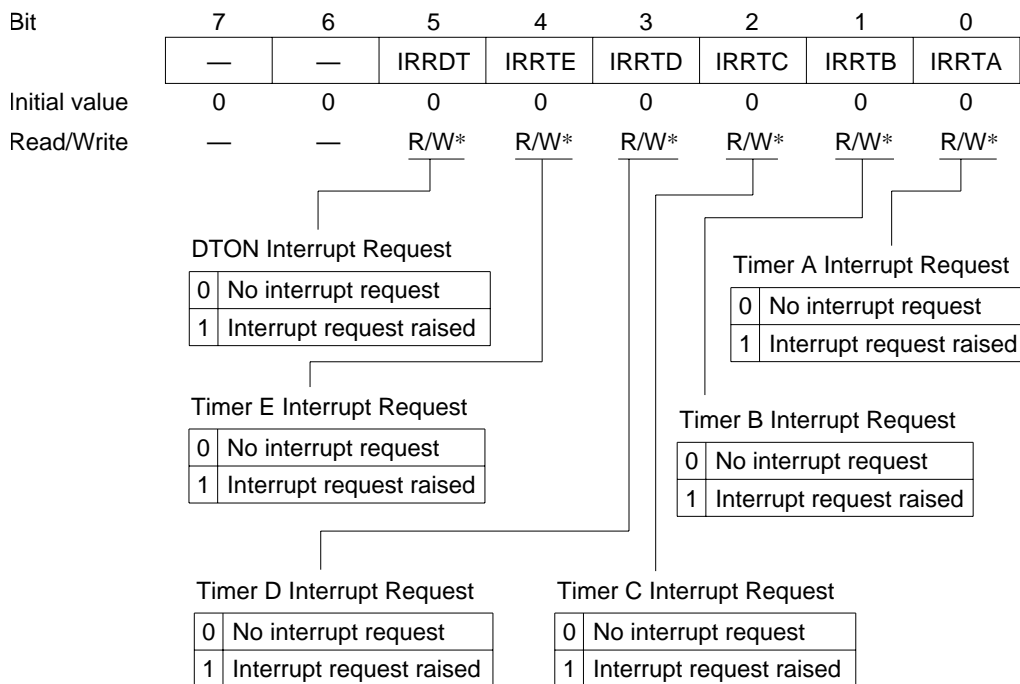 Bit 7 6 5 4 3 2 1 0
— — IRRDT IRRTE IRRTD IRRTC IRRTB IRRTA
Initial value 0 0 0 0 0 0 0 0
Read/Write — — R/W* R/W* R/W* R/W* R/W* R/W*
DTON Interrupt Request
0 No interrupt request
1 Interrupt request raised
Timer A Interrupt Request
0 No interrupt request
1 Interrupt request raised
Timer E Interrupt Request
0 No interrupt request
1 Interrupt request raised
Timer B Interrupt Request
0 No interrupt request
1 Interrupt request raised
Timer D Interrupt Request
0 No interrupt request
1 Interrupt request raised
Timer C Interrupt Request
0 No interrupt request
1 Interrupt request raised